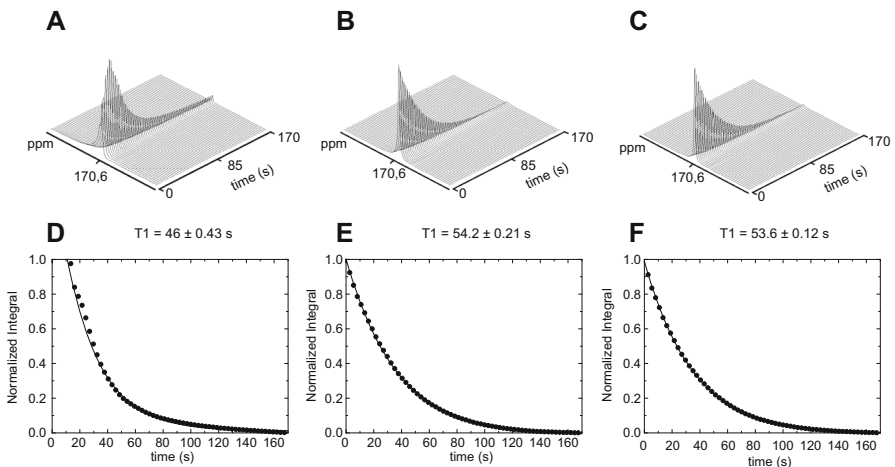 A
B
C
ppm
170,6
0
85
170
time (s)
ppm
170,6
0
85
170
time (s)
ppm
170,6
0
85
170
time (s)
D
T1 = 46 ± 0.43 s
E
T1 = 54.2 ± 0.21 s
F
T1 = 53.6 ± 0.12 s
Normalized Integral
1.0
0.8
0.6
0.4
0.2
0.0
0 20 40 60 80 100 120 140 160
time (s)
Normalized Integral
1.0
0.8
0.6
0.4
0.2
0.0
0 20 40 60 80 100 120 140 160
time (s)
Normalized Integral
1.0
0.8
0.6
0.4
0.2
0.0
0 20 40 60 80 100 120 140 160
time (s)